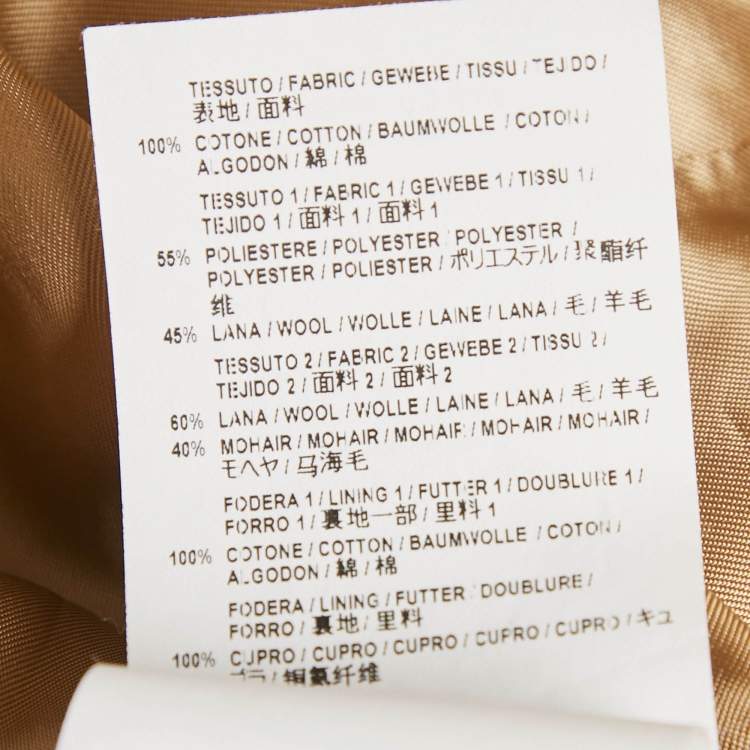 TESSUTO / FABRIC / GEWEBE / TISSU / TEJIDO /
表地 / 面料
100% COTONE / COTTON / BAUMWOLLE / COTON /
ALGODON / 綿 / 棉
TESSUTO 1 / FABRIC 1 / GEWEBE 1 / TISSU 1 /
TEJIDO 1 / 面料 1 / 面料 1
55% POLIESTERE / POLYESTER / POLYESTER /
POLYESTER / POLIESTER / ポリエステル / 聚酯纤
维
45% LANA / WOOL / WOLLE / LAINE / LANA / 毛 / 羊毛
TESSUTO 2 / FABRIC 2 / GEWEBE 2 / TISSU 2 /
TEJIDO 2 / 面料 2 / 面料 2
60% LANA / WOOL / WOLLE / LAINE / LANA / 毛 / 羊毛
40% MOHAIR / MOHAIR / MOHAIR / MOHAIR / MOHAIR /
モヘヤ / 马海毛
FODERA 1 / LINING 1 / FUTTER 1 / DOUBLURE 1 /
FORRO 1 / 裏地一部 / 里料 1
100% COTONE / COTTON / BAUMWOLLE / COTON /
ALGODON / 綿 / 棉
FODERA / LINING / FUTTER / DOUBLURE /
FORRO / 裏地 / 里料
100% CUPRO / CUPRO / CUPRO / CUPRO / CUPRO / キュ
プラ / 铜氨纤维